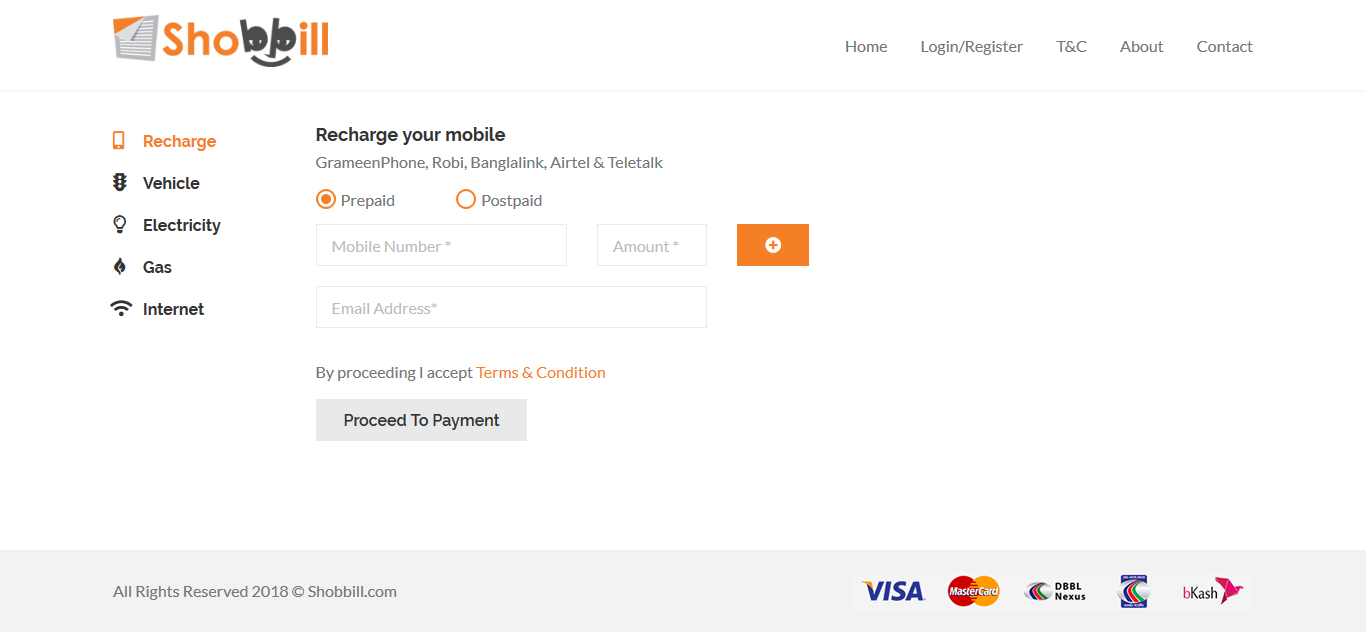 Shobbill
Home Login/Register T&C About Contact
Recharge
Vehicle
Electricity
Gas
Internet
Recharge your mobile
GrameenPhone, Robi, Banglalink, Airtel & Teletalk
Prepaid Postpaid
Mobile Number * Amount *
Email Address*
By proceeding I accept Terms & Condition
Proceed To Payment
All Rights Reserved 2018 © Shobbill.com
VISA MasterCard DBBL Nexus bKash